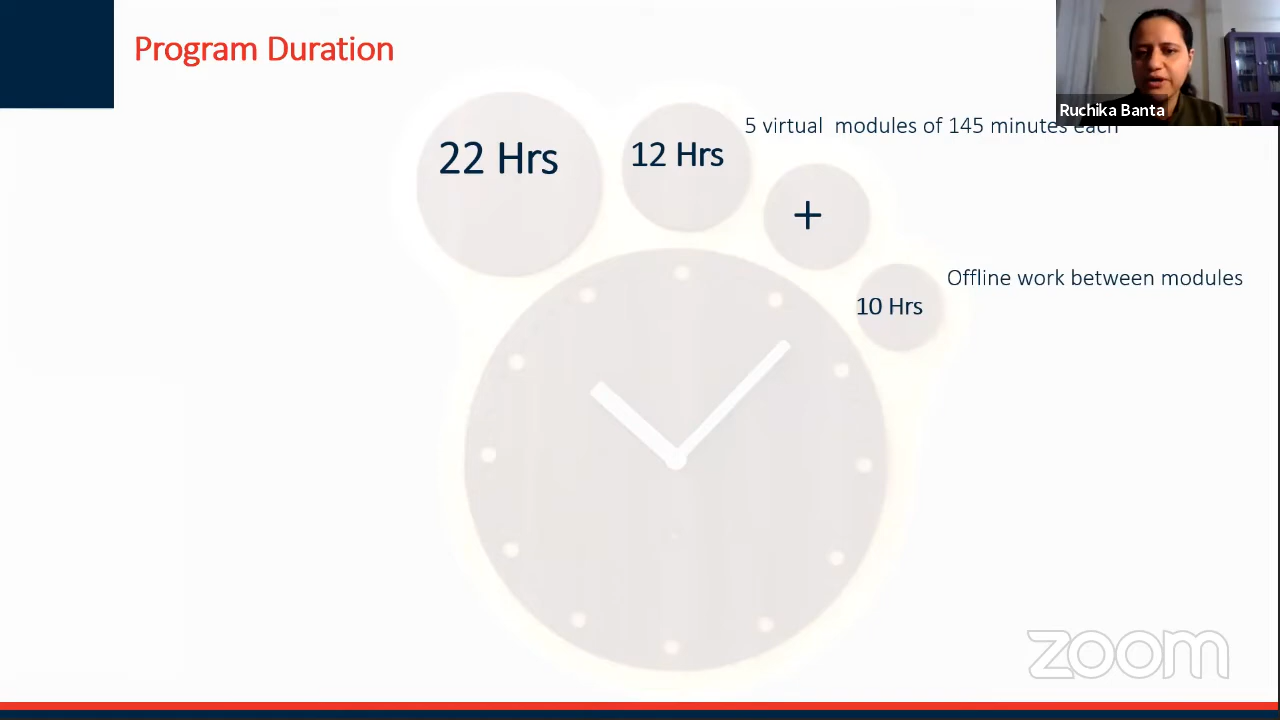 Program Duration
Ruchika Banta
5 virtual modules of 145 minutes each
22 Hrs
12 Hrs
+
Offline work between modules
10 Hrs
zoom